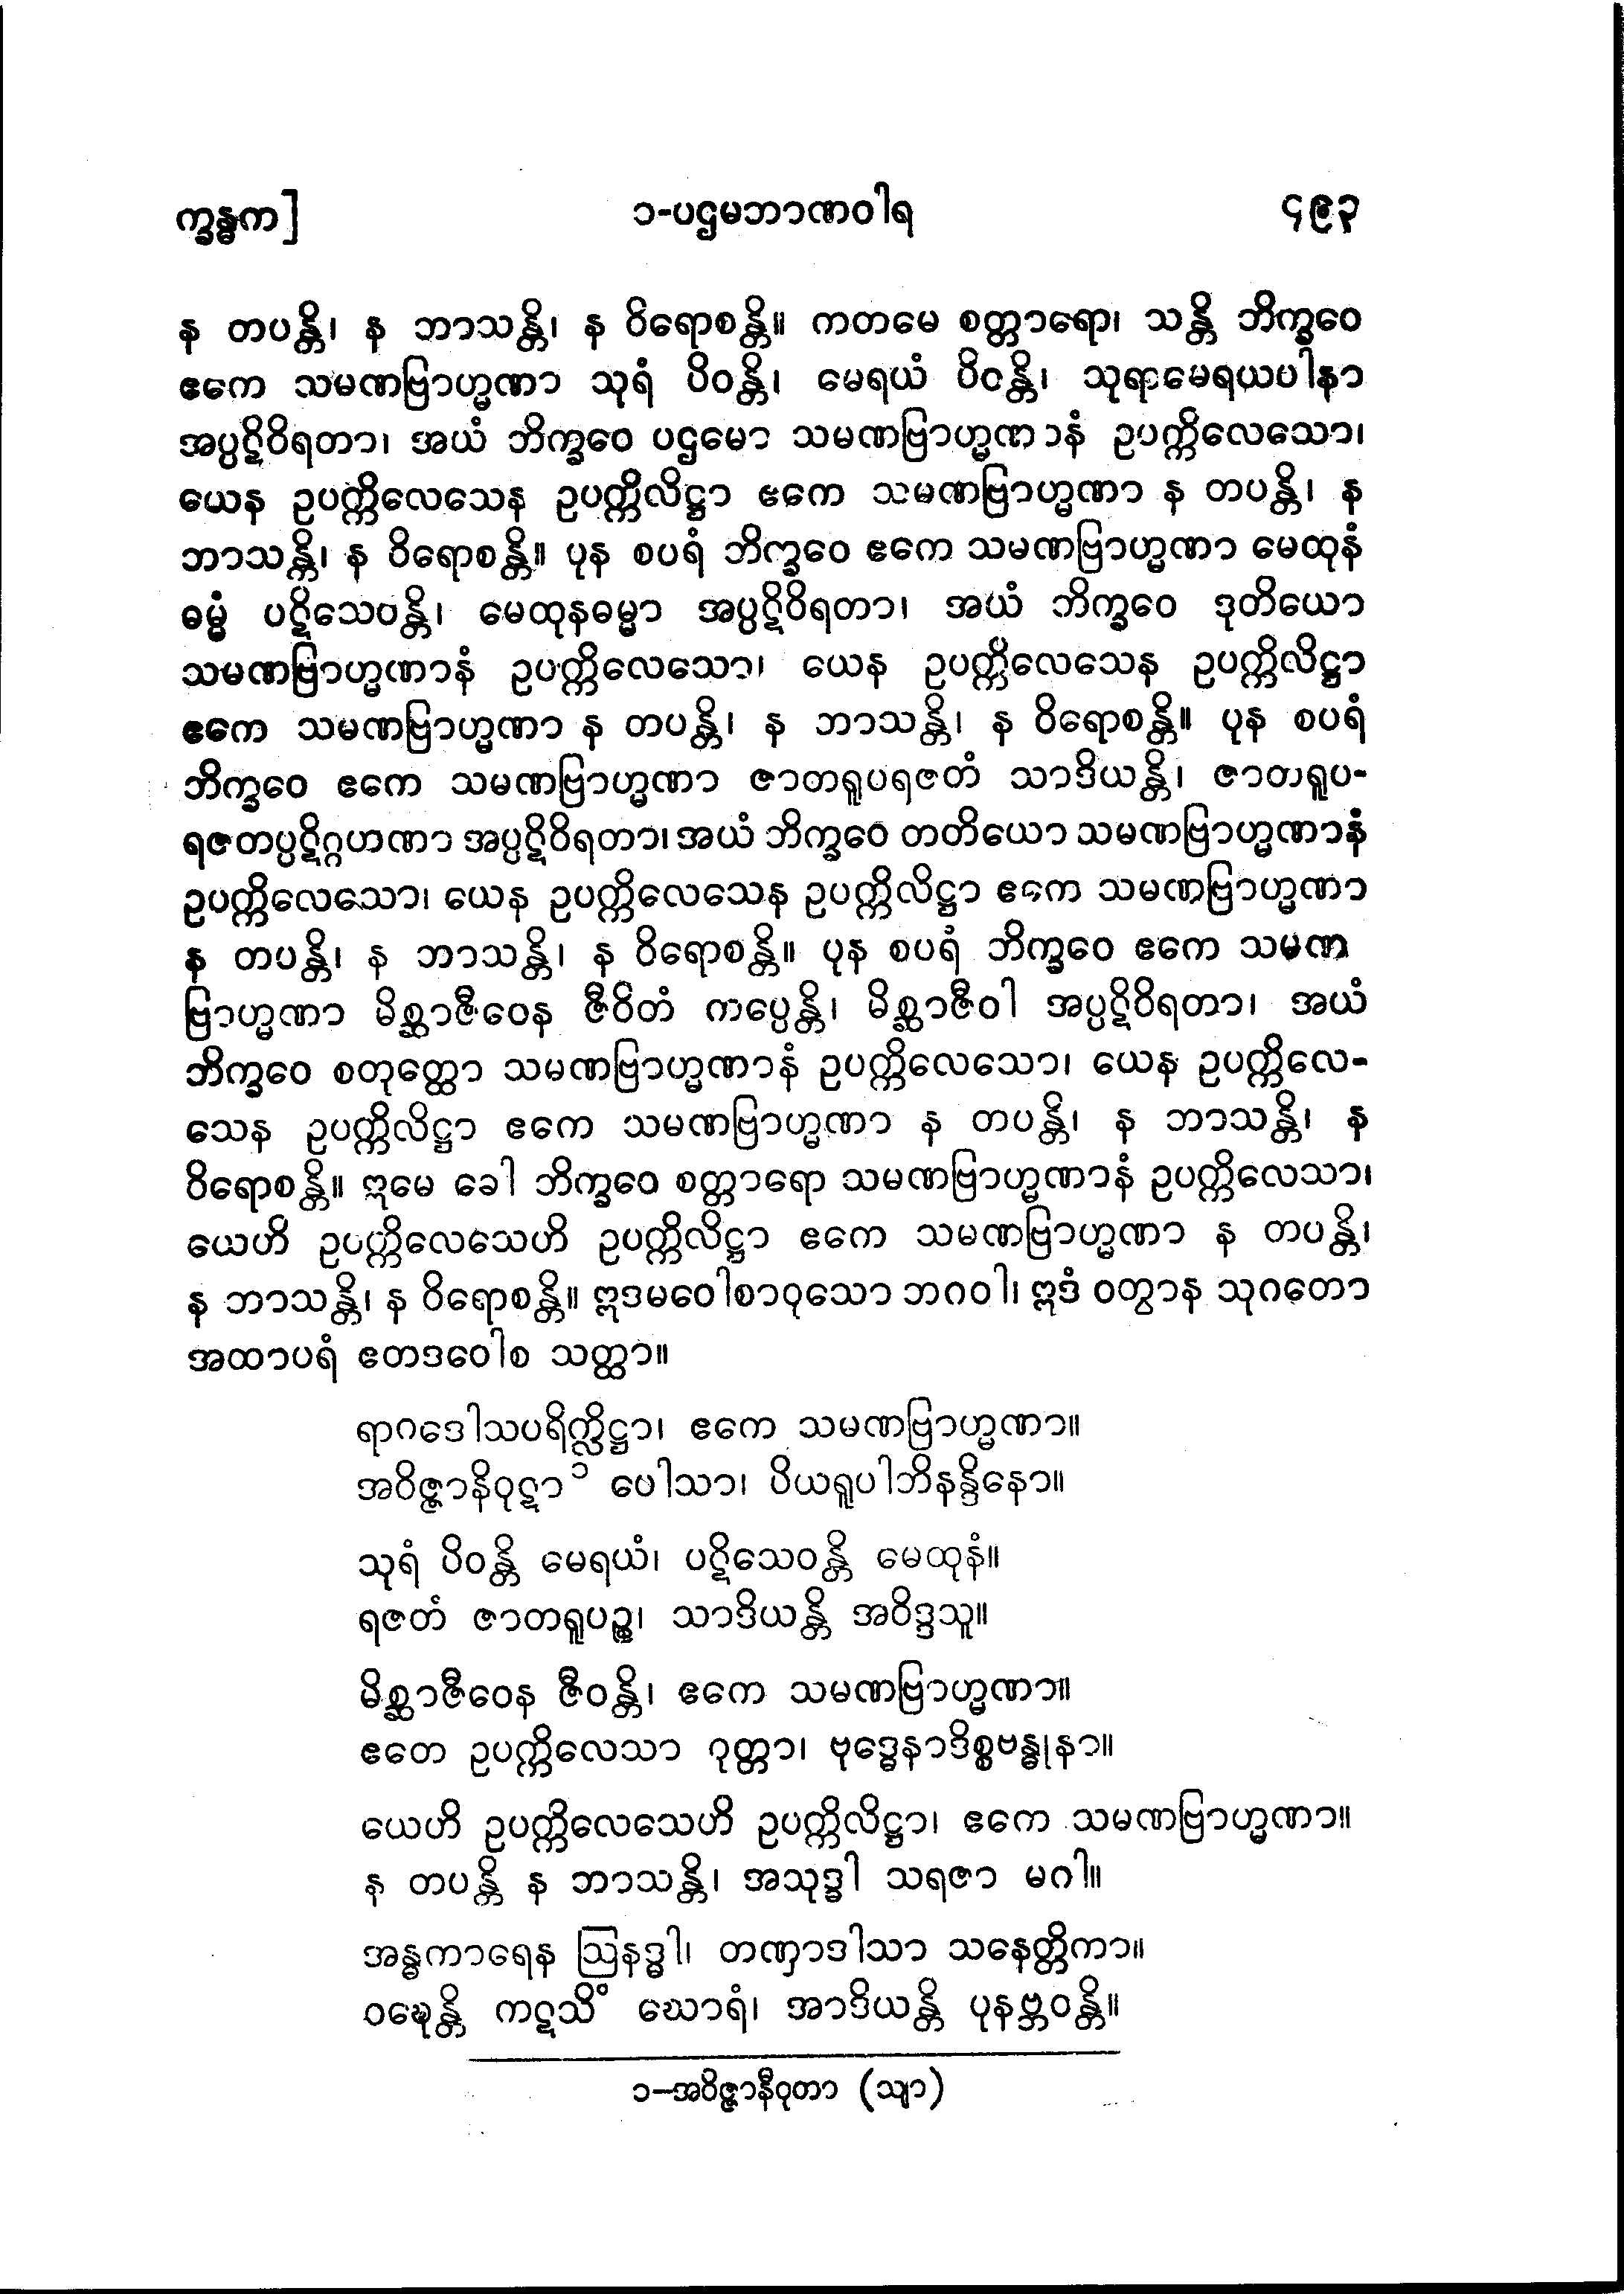 က္ခန္ဓက]
၁-ပဌမဘာဏဝါရ
၄၉၃
န တပန္တိ၊ န ဘာသန္တိ၊ န ဝိရောစန္တိ။ ကတမေ စတ္တာရော၊ သန္တိ ဘိက္ခဝေ
ဧကေ သမဏဗြာဟ္မဏာ သုရံ ပိဝန္တိ၊ မေရယံ ပိဝန္တိ၊ သုရာမေရယပါနာ
အပ္ပဋိဝိရတာ၊ အယံ ဘိက္ခဝေ ပဌမော သမဏဗြာဟ္မဏာနံ ဥပက္ကိလေသော၊
ယေန ဥပက္ကိလေသေန ဥပက္ကိလိဋ္ဌာ ဧကေ သမဏဗြာဟ္မဏာ န တပန္တိ၊ န
ဘာသန္တိ၊ န ဝိရောစန္တိ။ ပုန စပရံ ဘိက္ခဝေ ဧကေ သမဏဗြာဟ္မဏာ မေထုနံ
ဓမ္မံ ပဋိသေဝန္တိ၊ မေထုနဓမ္မာ အပ္ပဋိဝိရတာ၊ အယံ ဘိက္ခဝေ ဒုတိယော
သမဏဗြာဟ္မဏာနံ ဥပက္ကိလေသော၊ ယေန ဥပက္ကိလေသေန ဥပက္ကိလိဋ္ဌာ
ဧကေ သမဏဗြာဟ္မဏာ န တပန္တိ၊ န ဘာသန္တိ၊ န ဝိရောစန္တိ။ ပုန စပရံ
ဘိက္ခဝေ ဧကေ သမဏဗြာဟ္မဏာ ဇာတရူပရဇတံ သာဒိယန္တိ၊ ဇာတရူပ-
ရဇတပ္ပဋိဂ္ဂဟဏာ အပ္ပဋိဝိရတာ၊ အယံ ဘိက္ခဝေ တတိယော သမဏဗြာဟ္မဏာနံ
ဥပက္ကိလေသော၊ ယေန ဥပက္ကိလေသေန ဥပက္ကိလိဋ္ဌာ ဧကေ သမဏဗြာဟ္မဏာ
န တပန္တိ၊ န ဘာသန္တိ၊ န ဝိရောစန္တိ။ ပုန စပရံ ဘိက္ခဝေ ဧကေ သမဏ
ဗြာဟ္မဏာ မိစ္ဆာဇီဝေန ဇီဝိတံ ကပ္ပေန္တိ၊ မိစ္ဆာဇီဝါ အပ္ပဋိဝိရတာ၊ အယံ
ဘိက္ခဝေ စတုတ္ထော သမဏဗြာဟ္မဏာနံ ဥပက္ကိလေသော၊ ယေန ဥပက္ကိလေ-
သေန ဥပက္ကိလိဋ္ဌာ ဧကေ သမဏဗြာဟ္မဏာ န တပန္တိ၊ န ဘာသန္တိ၊ န
ဝိရောစန္တိ။ ဣမေ ခေါ ဘိက္ခဝေ စတ္တာရော သမဏဗြာဟ္မဏာနံ ဥပက္ကိလေသာ၊
ယေဟိ ဥပက္ကိလေသေဟိ ဥပက္ကိလိဋ္ဌာ ဧကေ သမဏဗြာဟ္မဏာ န တပန္တိ၊
န ဘာသန္တိ၊ န ဝိရောစန္တိ။ ဣဒမဝေါစာဝုသော ဘဂဝါ၊ ဣဒံ ဝတွာန သုဂတော
အထာပရံ ဧတဒဝေါစ သတ္ထာ။
ရာဂဒေါသပရိက္လိဋ္ဌာ၊ ဧကေ သမဏဗြာဟ္မဏာ။
အဝိဇ္ဇာနိဝုဋာ ၁ ပေါသာ၊ ပိယရူပါဘိနန္ဒိနော။
သုရံ ပိဝန္တိ မေရယံ၊ ပဋိသေဝန္တိ မေထုနံ။
ရဇတံ ဇာတရူပဉ္စ၊ သာဒိယန္တိ အဝိဒ္ဒသူ။
မိစ္ဆာဇီဝေန ဇီဝန္တိ၊ ဧကေ သမဏဗြာဟ္မဏာ။
ဧတေ ဥပက္ကိလေသာ ဝုတ္တာ၊ ဗုဒ္ဓေနာဒိစ္စဗန္ဓုနာ။
ယေဟိ ဥပက္ကိလေသေဟိ ဥပက္ကိလိဋ္ဌာ၊ ဧကေ သမဏဗြာဟ္မဏာ။
န တပန္တိ န ဘာသန္တိ၊ အသုဒ္ဓါ သရဇာ မဂါ။
အန္ဓကာရေန ဩနဒ္ဓါ၊ တဏှာဒါသာ သနေတ္တိကာ။
ဝဍ္ဎေန္တိ ကဋသိံ ဃောရံ၊ အာဒိယန္တိ ပုနဗ္ဘဝန္တိ။
၁-အဝိဇ္ဇာနီဝုတာ (သျာ)